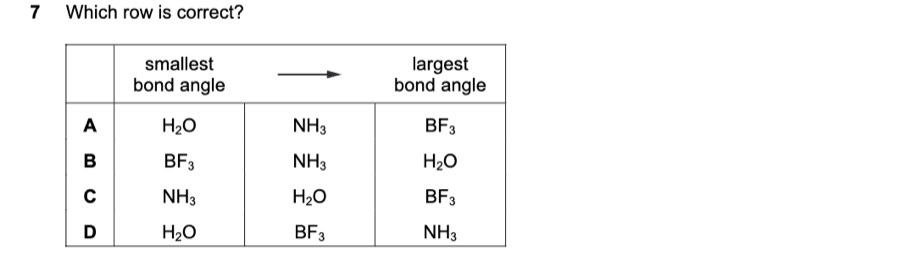 7 Which row is correct?
smallest bond angle → largest bond angle
A H₂O NH₃ BF₃
B BF₃ NH₃ H₂O
C NH₃ H₂O BF₃
D H₂O BF₃ NH₃